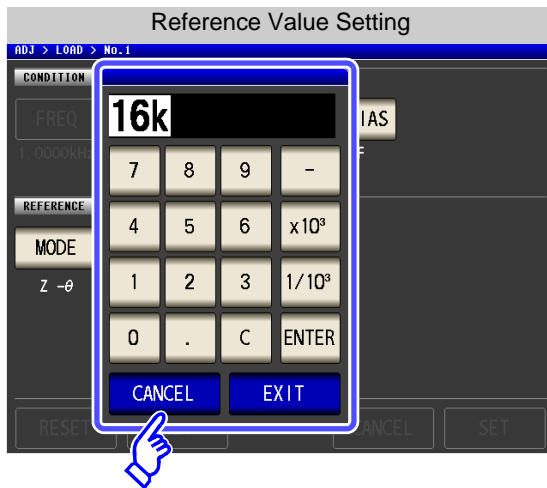 Reference Value Setting
ADJ > LOAD > No.1
CONDITION
FREQ
IAS
1.0000kHz
F
16k
7 8 9 -
REFERENCE
4 5 6 x10³
MODE
Z -θ
1 2 3 1/10³
0 . C ENTER
CANCEL EXIT
RESET ANCEL SET